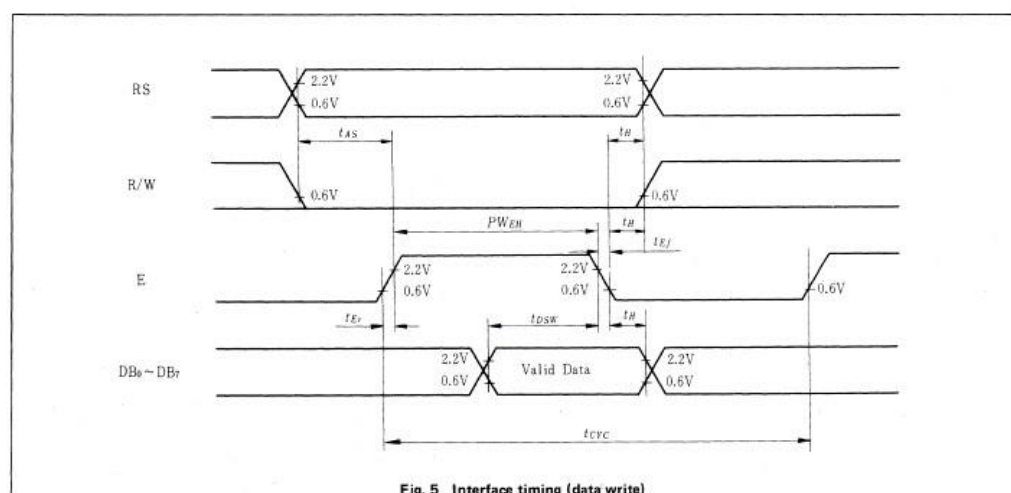 RS
2.2V
0.6V
2.2V
0.6V
tAS
tH
R/W
0.6V
0.6V
PWEH
tH
tEf
E
2.2V
0.6V
2.2V
0.6V
0.6V
tEr
tDSW
tH
DB0~DB7
2.2V
0.6V
Valid Data
2.2V
0.6V
tCYC
Fig. 5 Interface timing (data write)